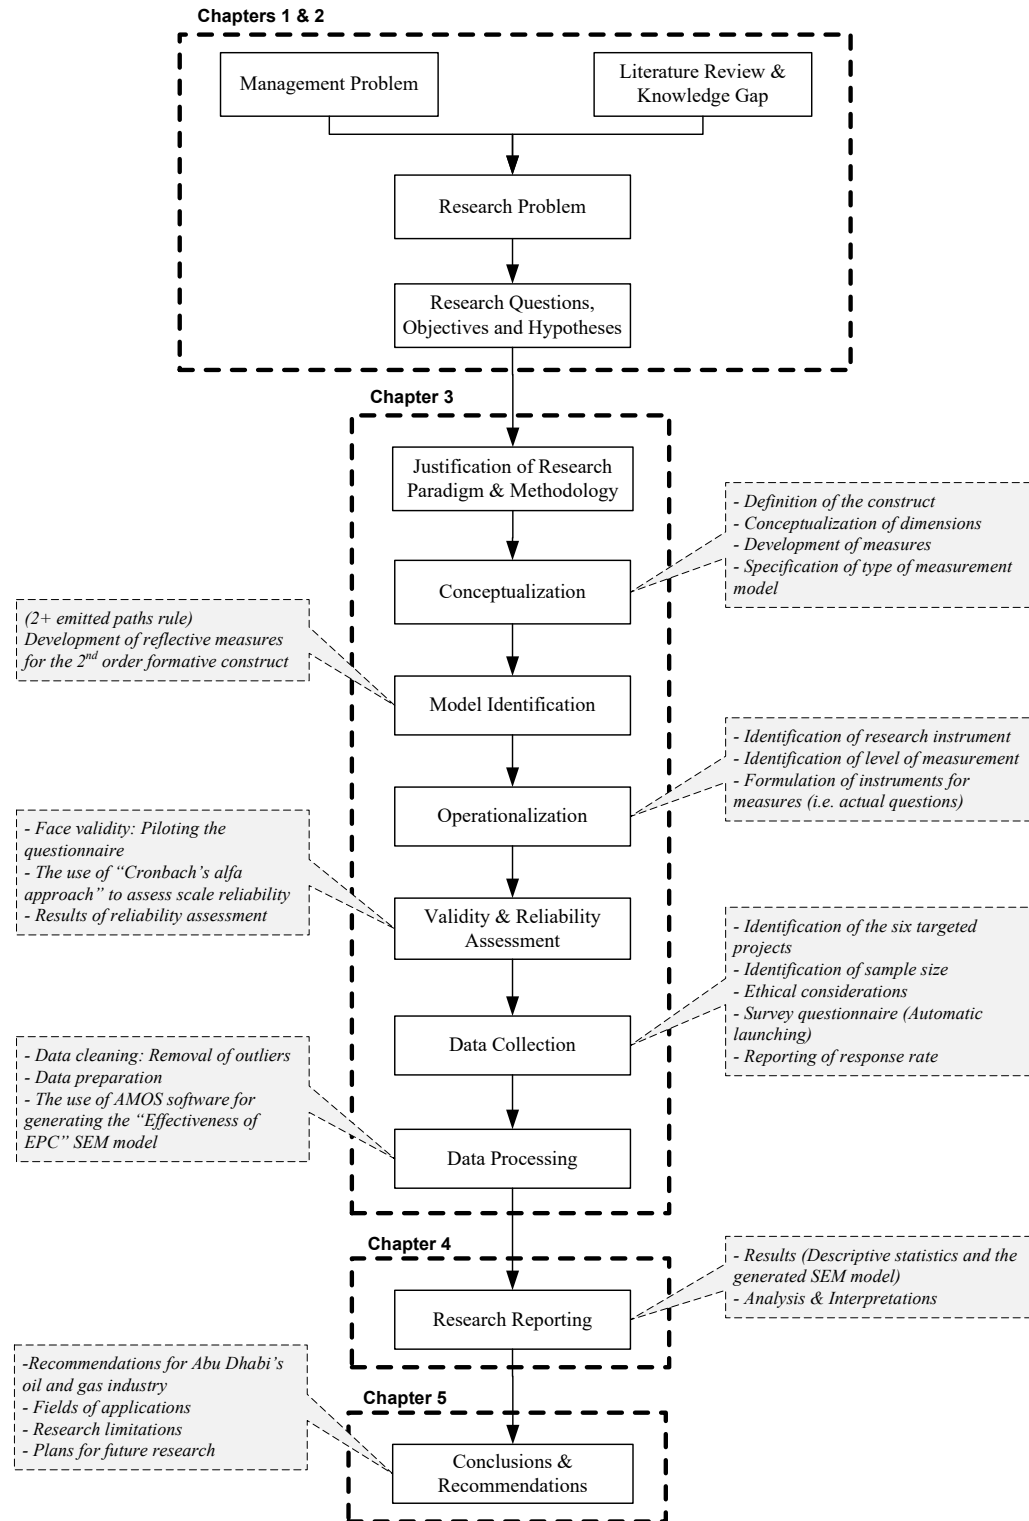 Chapters 1 & 2
Management Problem
Literature Review &
Knowledge Gap
Research Problem
Research Questions,
Objectives and Hypotheses
Chapter 3
Justification of Research
Paradigm & Methodology
- Definition of the construct
- Conceptualization of dimensions
- Development of measures
- Specification of type of measurement
model
Conceptualization
(2+ emitted paths rule)
Development of reflective measures
for the 2nd order formative construct
Model Identification
- Identification of research instrument
- Identification of level of measurement
- Formulation of instruments for
measures (i.e. actual questions)
Operationalization
- Face validity: Piloting the
questionnaire
- The use of “Cronbach’s alfa
approach” to assess scale reliability
- Results of reliability assessment
Validity & Reliability
Assessment
- Identification of the six targeted
projects
- Identification of sample size
- Ethical considerations
- Survey questionnaire (Automatic
launching)
- Reporting of response rate
Data Collection
- Data cleaning: Removal of outliers
- Data preparation
- The use of AMOS software for
generating the “Effectiveness of
EPC” SEM model
Data Processing
Chapter 4
- Results (Descriptive statistics and the
generated SEM model)
- Analysis & Interpretations
Research Reporting
-Recommendations for Abu Dhabi’s
oil and gas industry
- Fields of applications
- Research limitations
- Plans for future research
Chapter 5
Conclusions &
Recommendations